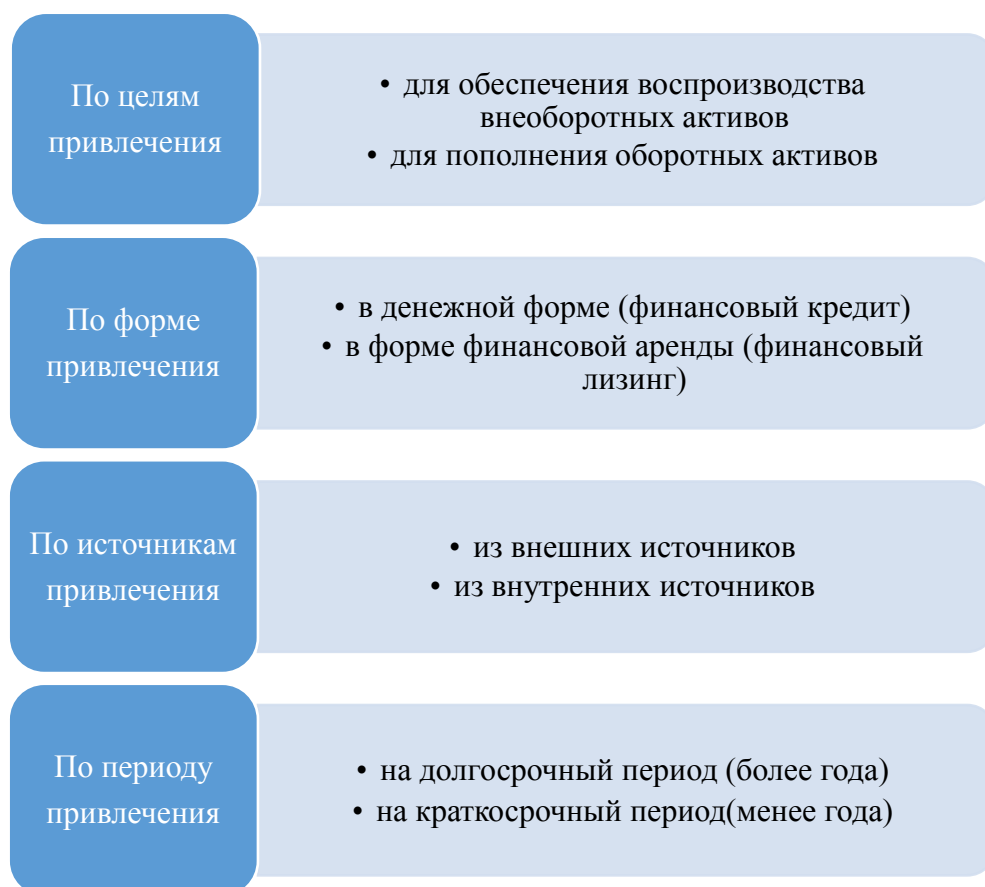 По целям
привлечения
• для обеспечения воспроизводства
внеоборотных активов
• для пополнения оборотных активов
По форме
привлечения
• в денежной форме (финансовый кредит)
• в форме финансовой аренды (финансовый
лизинг)
По источникам
привлечения
• из внешних источников
• из внутренних источников
По периоду
привлечения
• на долгосрочный период (более года)
• на краткосрочный период(менее года)